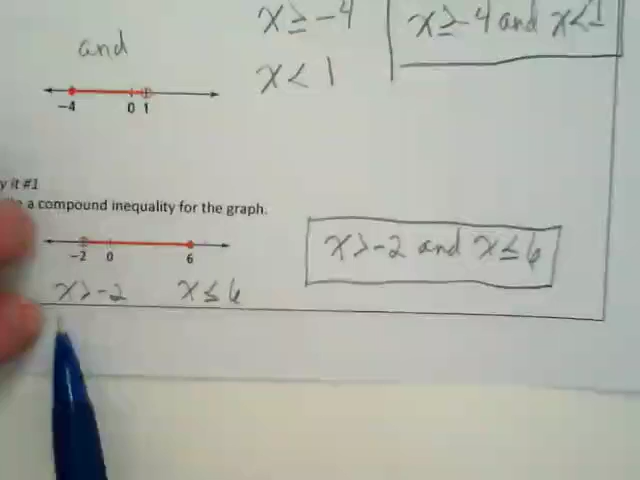 x ≥ -4
x ≥ -4 and x < 1
and
x < 1
-4 0 1
y it #1
a compound inequality for the graph.
-2 0 6
x > -2 and x ≤ 6
x > -2 x ≤ 6